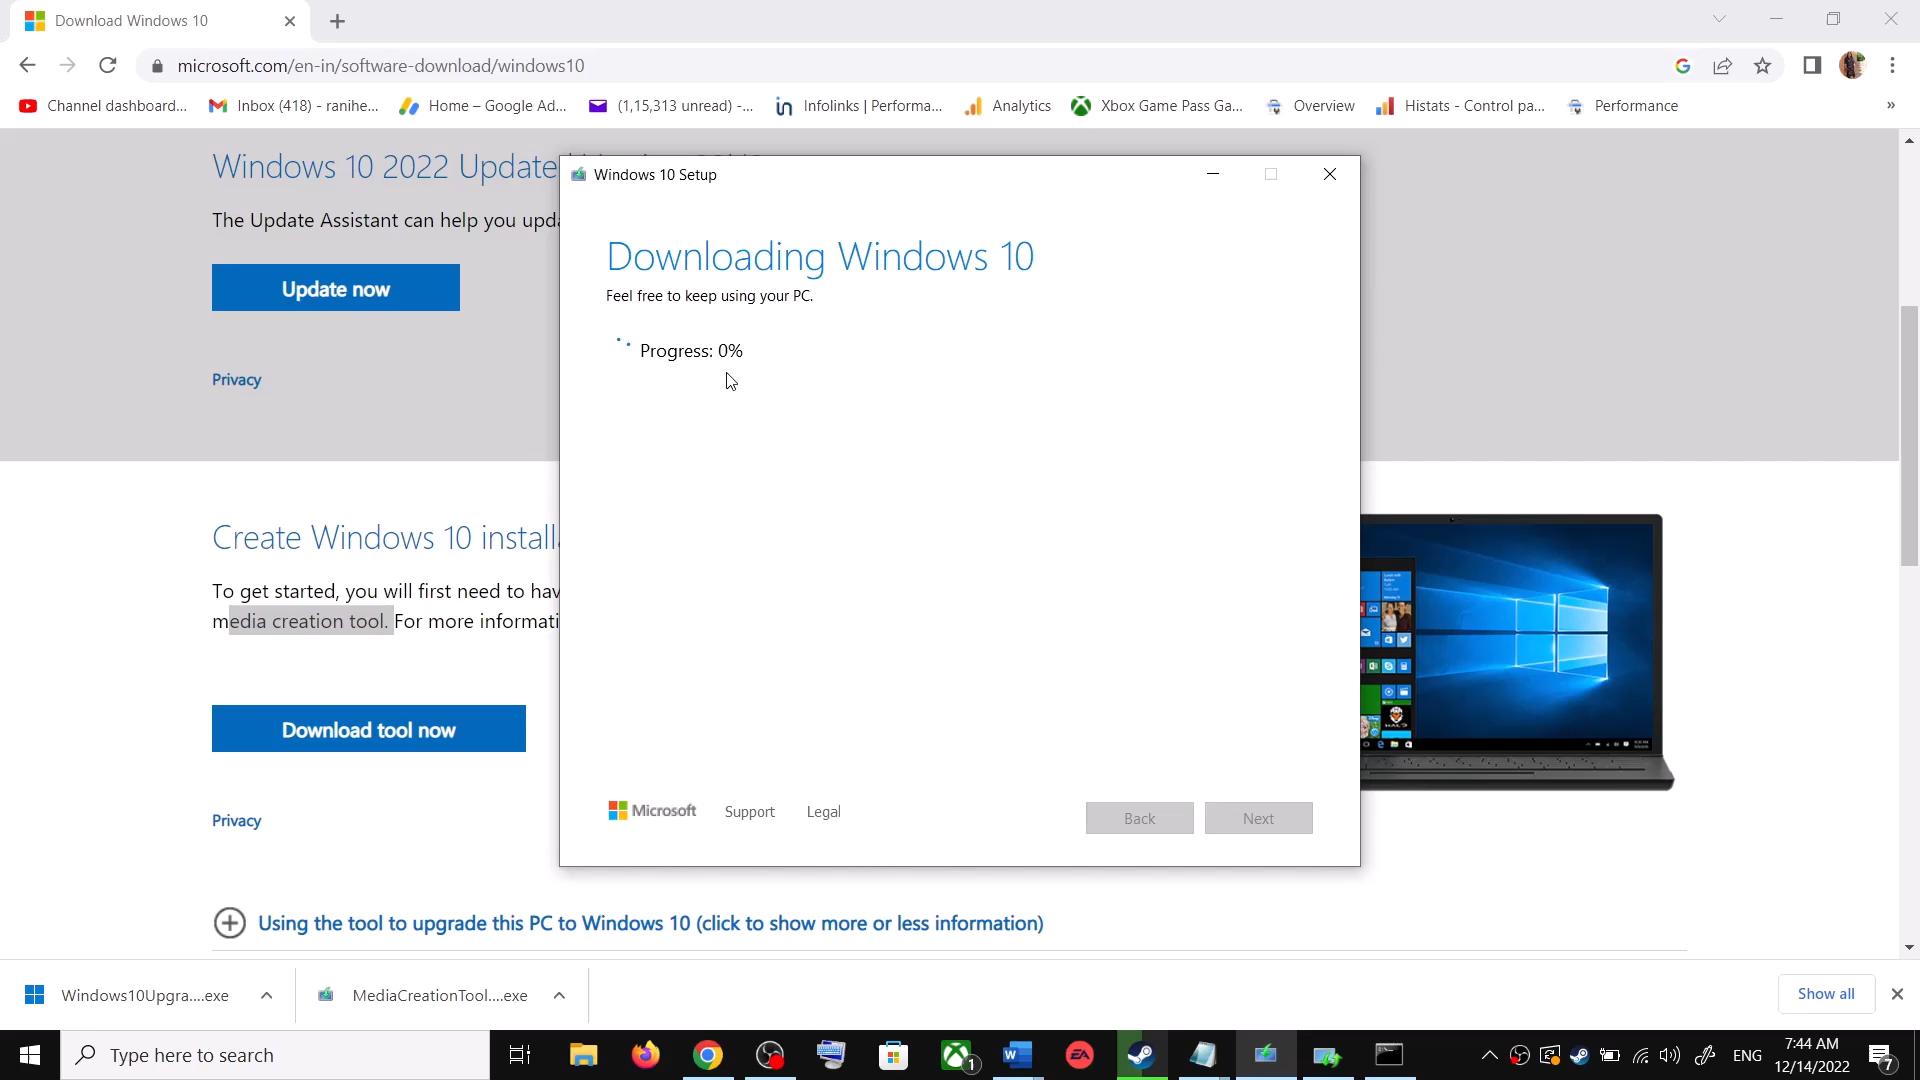 Download Windows 10
microsoft.com/en-in/software-download/windows10
Channel dashboard...
Inbox (418) - ranihe...
Home – Google Ad...
(1,15,313 unread) -...
Infolinks | Performa...
Analytics
Xbox Game Pass Ga...
Overview
Histats - Control pa...
Performance
»
Windows 10 2022 Update
The Update Assistant can help you upda
Update now
Privacy
Windows 10 Setup
Downloading Windows 10
Feel free to keep using your PC.
Progress: 0%
Microsoft
Support
Legal
Back
Next
Create Windows 10 installa
To get started, you will first need to hav
media creation tool. For more informati
Download tool now
Privacy
Using the tool to upgrade this PC to Windows 10 (click to show more or less information)
Windows10Upgra....exe
MediaCreationTool....exe
Show all
Type here to search
1
EA
ENG
7:44 AM
12/14/2022
7